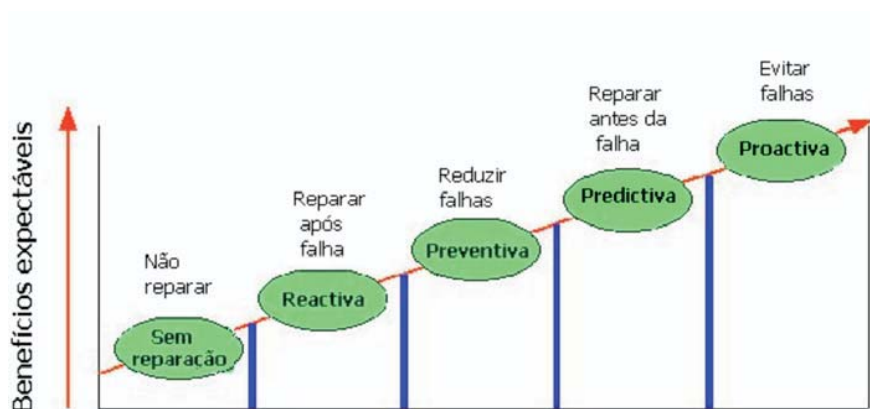 Benefícios expectáveis
Não
reparar
Sem
reparação
Reparar
após
falha
Reactiva
Reduzir
falhas
Preventiva
Reparar
antes da
falha
Predictiva
Evitar
falhas
Proactiva